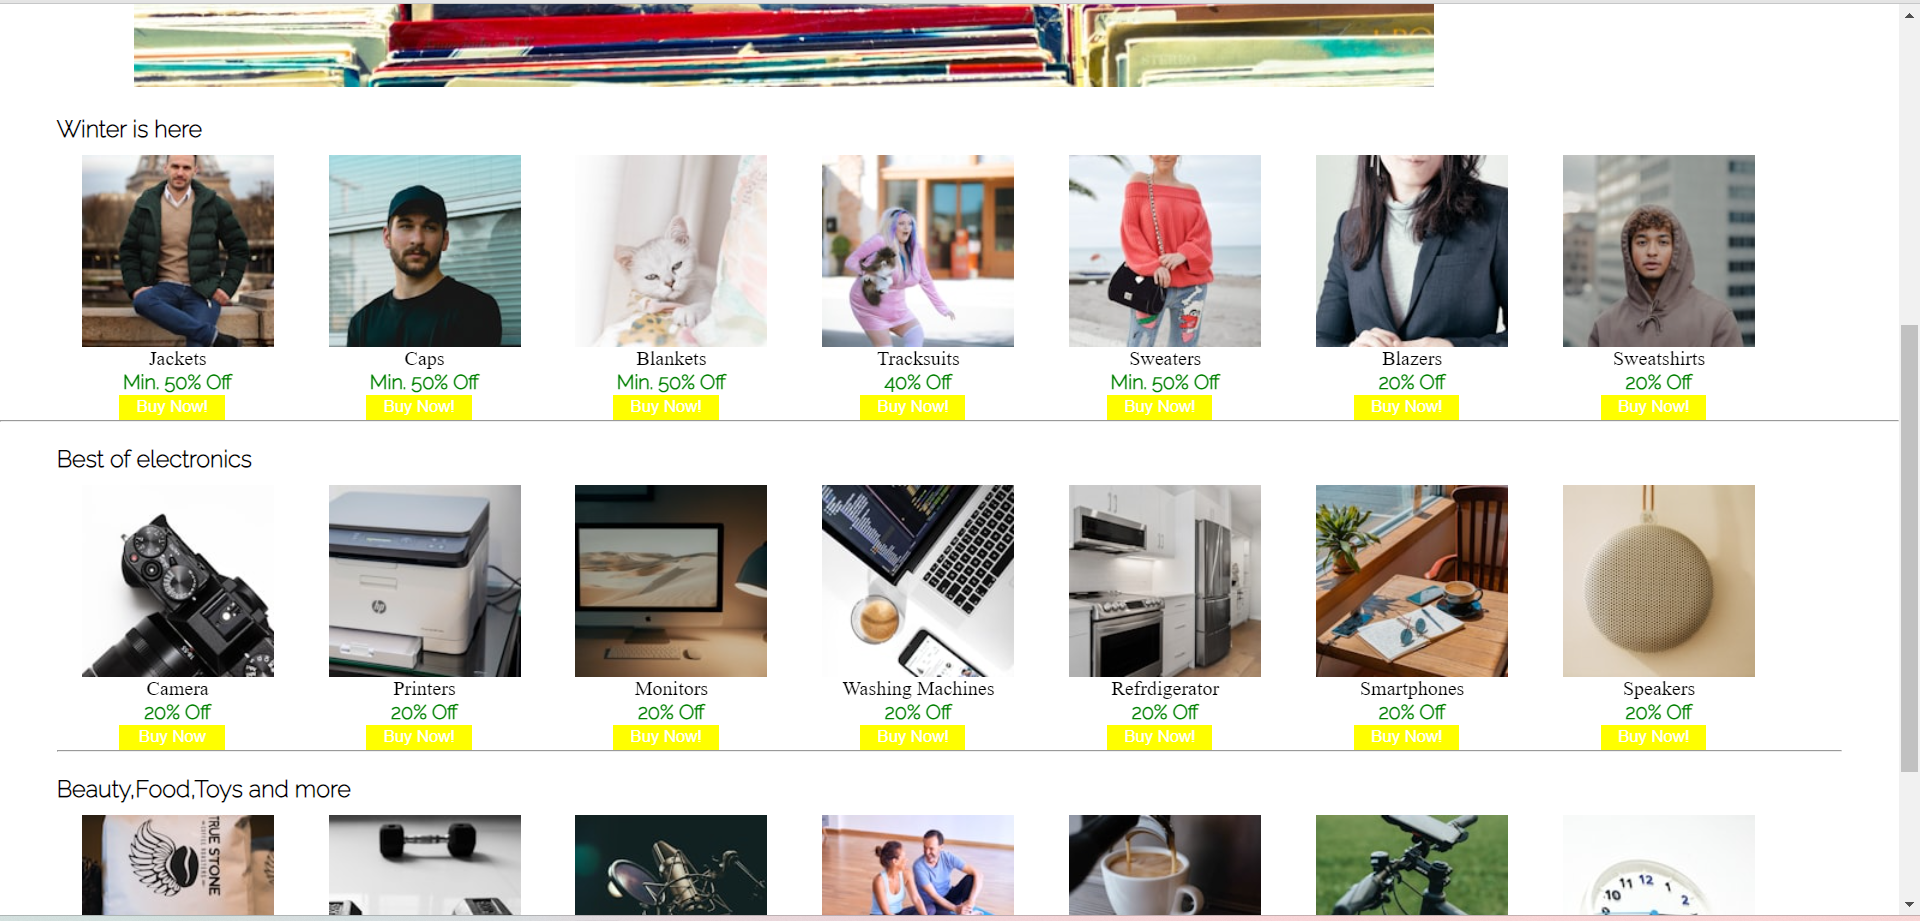 STEREO
Winter is here
Jackets
Caps
Blankets
Tracksuits
Sweaters
Blazers
Sweatshirts
Min. 50% Off
Min. 50% Off
Min. 50% Off
40% Off
Min. 50% Off
20% Off
20% Off
Buy Now!
Buy Now!
Buy Now!
Buy Now!
Buy Now!
Buy Now!
Buy Now!
Best of electronics
hp
Camera
Printers
Monitors
Washing Machines
Refrdigerator
Smartphones
Speakers
20% Off
20% Off
20% Off
20% Off
20% Off
20% Off
20% Off
Buy Now
Buy Now!
Buy Now!
Buy Now!
Buy Now!
Buy Now!
Buy Now!
Beauty,Food,Toys and more
TRUE STONE
COFFEE ROASTERS
10 11 12 1 2